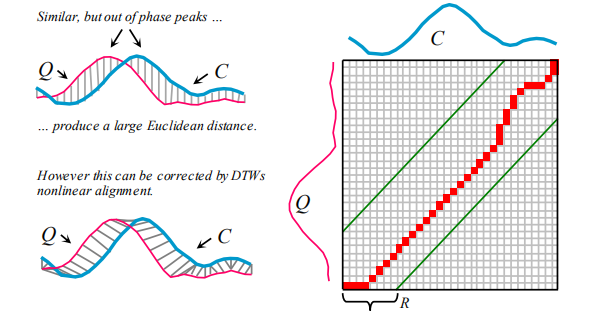 Similar, but out of phase peaks …
Q
C
… produce a large Euclidean distance.
However this can be corrected by DTWs
nonlinear alignment.
Q
C
C
Q
R